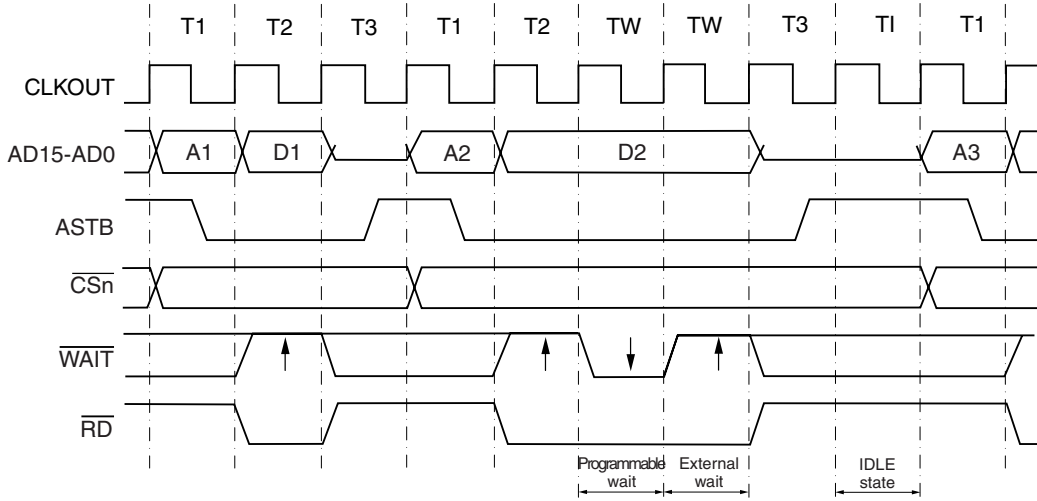 T1 T2 T3 T1 T2 TW TW T3 TI T1
CLKOUT
AD15-AD0 A1 D1 A2 D2 A3
ASTB
CSn
WAIT
RD
Programmable wait
External wait
IDLE state